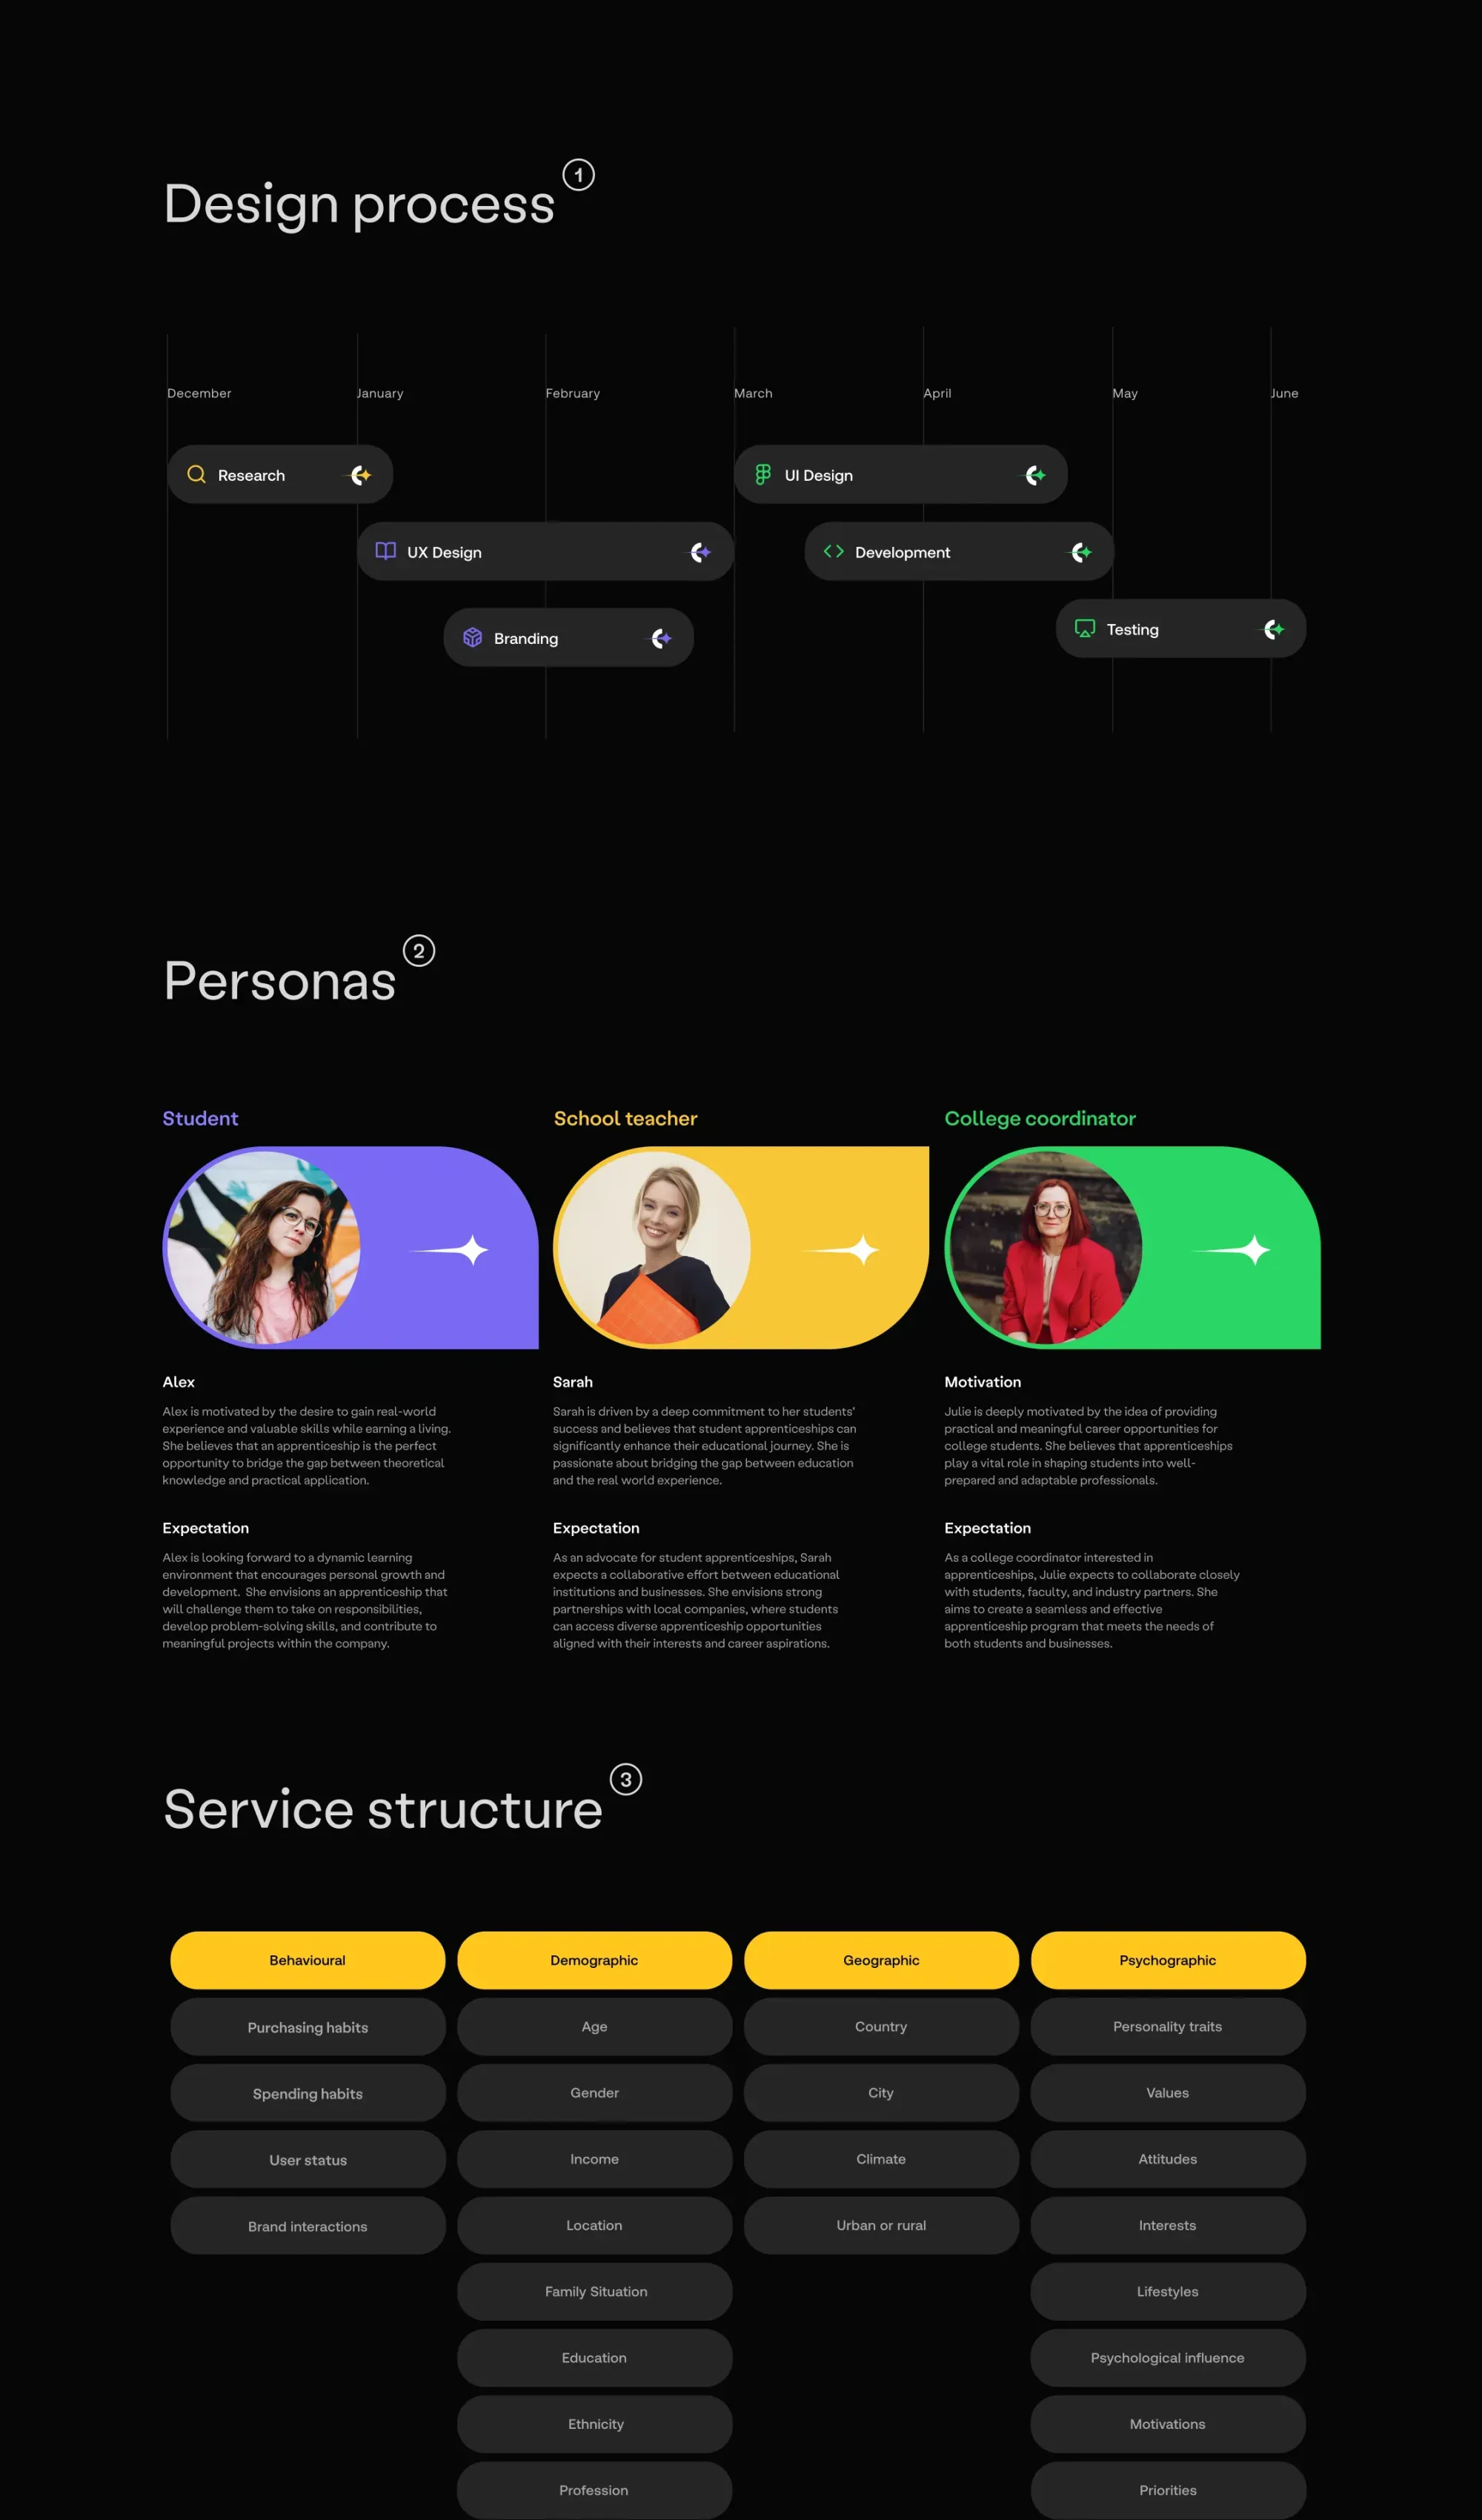 Design process
1
December
January
February
March
April
May
June
Research
UI Design
UX Design
Development
Branding
Testing
Personas
2
Student
School teacher
College coordinator
Alex
Alex is motivated by the desire to gain real-world
experience and valuable skills while earning a living.
She believes that an apprenticeship is the perfect
opportunity to bridge the gap between theoretical
knowledge and practical application.
Expectation
Alex is looking forward to a dynamic learning
environment that encourages personal growth and
development. She envisions an apprenticeship that
will challenge them to take on responsibilities,
develop problem-solving skills, and contribute to
meaningful projects within the company.
Sarah
Sarah is driven by a deep commitment to her students'
success and believes that student apprenticeships can
significantly enhance their educational journey. She is
passionate about bridging the gap between education
and the real world experience.
Expectation
As an advocate for student apprenticeships, Sarah
expects a collaborative effort between educational
institutions and businesses. She envisions strong
partnerships with local companies, where students
can access diverse apprenticeship opportunities
aligned with their interests and career aspirations.
Motivation
Julie is deeply motivated by the idea of providing
practical and meaningful career opportunities for
college students. She believes that apprenticeships
play a vital role in shaping students into well-
prepared and adaptable professionals.
Expectation
As a college coordinator interested in
apprenticeships, Julie expects to collaborate closely
with students, faculty, and industry partners. She
aims to create a seamless and effective
apprenticeship program that meets the needs of
both students and businesses.
Service structure
3
Behavioural
Purchasing habits
Spending habits
User status
Brand interactions
Demographic
Age
Gender
Income
Location
Family Situation
Education
Ethnicity
Profession
Geographic
Country
City
Climate
Urban or rural
Psychographic
Personality traits
Values
Attitudes
Interests
Lifestyles
Psychological influence
Motivations
Priorities